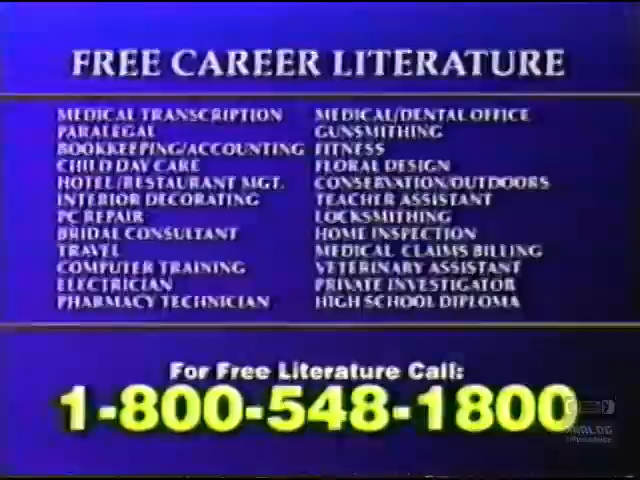 FREE CAREER LITERATURE
MEDICAL TRANSCRIPTION
PARALEGAL
BOOKKEEPING/ACCOUNTING
CHILD DAY CARE
HOTEL/RESTAURANT MGT.
INTERIOR DECORATING
PC REPAIR
BRIDAL CONSULTANT
TRAVEL
COMPUTER TRAINING
ELECTRICIAN
PHARMACY TECHNICIAN
MEDICAL/DENTAL OFFICE
GUNSMITHING
FITNESS
FLORAL DESIGN
CONSERVATION/OUTDOORS
TEACHER ASSISTANT
LOCKSMITHING
HOME INSPECTION
MEDICAL CLAIMS BILLING
VETERINARY ASSISTANT
PRIVATE INVESTIGATOR
HIGH SCHOOL DIPLOMA
For Free Literature Call:
1-800-548-1800
ANALOG